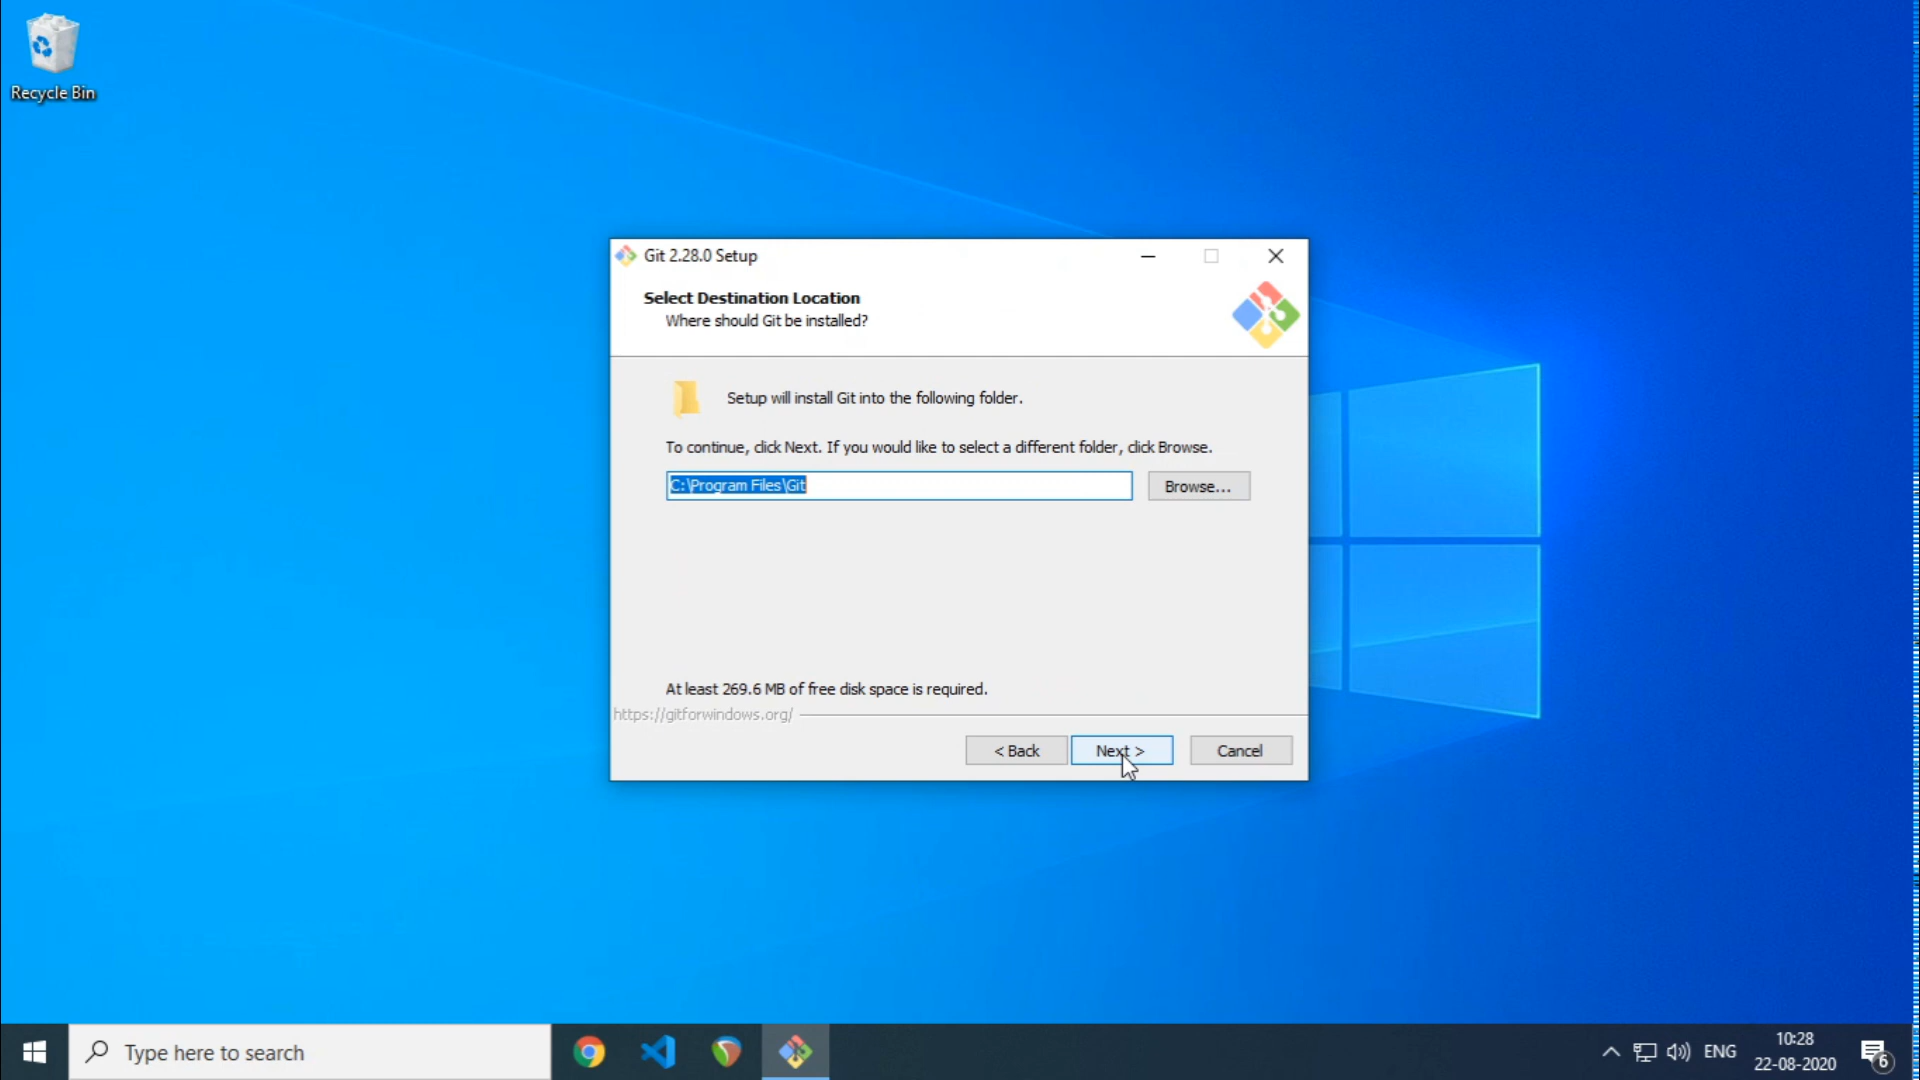 Recycle Bin
Git 2.28.0 Setup
Select Destination Location
Where should Git be installed?
Setup will install Git into the following folder.
To continue, click Next. If you would like to select a different folder, click Browse.
C:\Program Files\Git
Browse...
At least 269.6 MB of free disk space is required.
https://gitforwindows.org/
< Back
Next >
Cancel
Type here to search
ENG
10:28
22-08-2020
6